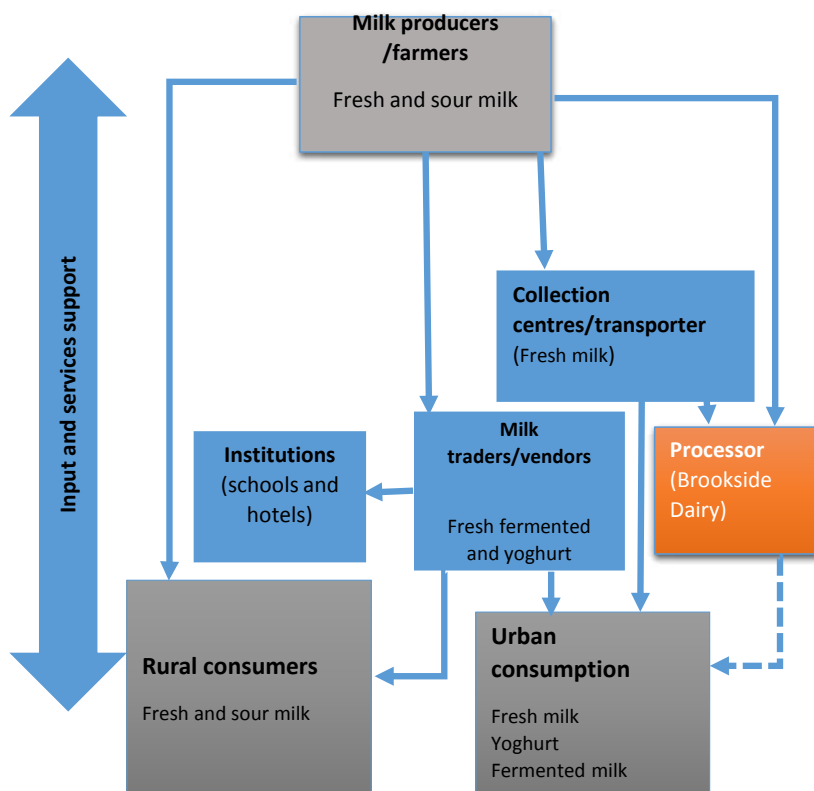 Milk producers
/farmers
Fresh and sour milk
Input and services support
Collection
centres/transporter
(Fresh milk)
Milk
traders/vendors
Fresh fermented
and yoghurt
Institutions
(schools and
hotels)
Processor
(Brookside
Dairy)
Rural consumers
Fresh and sour milk
Urban
consumption
Fresh milk
Yoghurt
Fermented milk